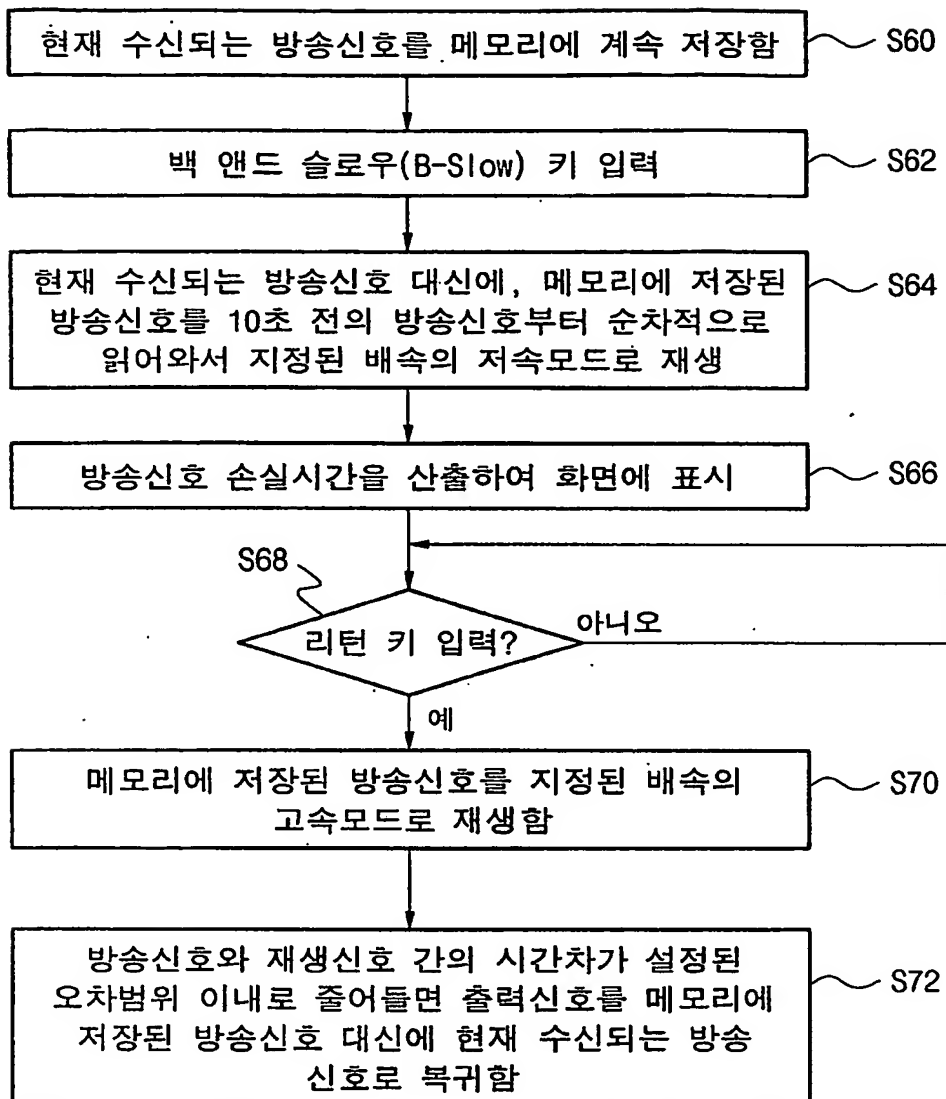 현재 수신되는 방송신호를 메모리에 계속 저장함
S60
백 앤드 슬로우(B-Slow) 키 입력
S62
현재 수신되는 방송신호 대신에, 메모리에 저장된
방송신호를 10초 전의 방송신호부터 순차적으로
읽어와서 지정된 배속의 저속모드로 재생
S64
방송신호 손실시간을 산출하여 화면에 표시
S66
S68
리턴 키 입력?
아니오
예
메모리에 저장된 방송신호를 지정된 배속의
고속모드로 재생함
S70
방송신호와 재생신호 간의 시간차가 설정된
오차범위 이내로 줄어들면 출력신호를 메모리에
저장된 방송신호 대신에 현재 수신되는 방송
신호로 복귀함
S72